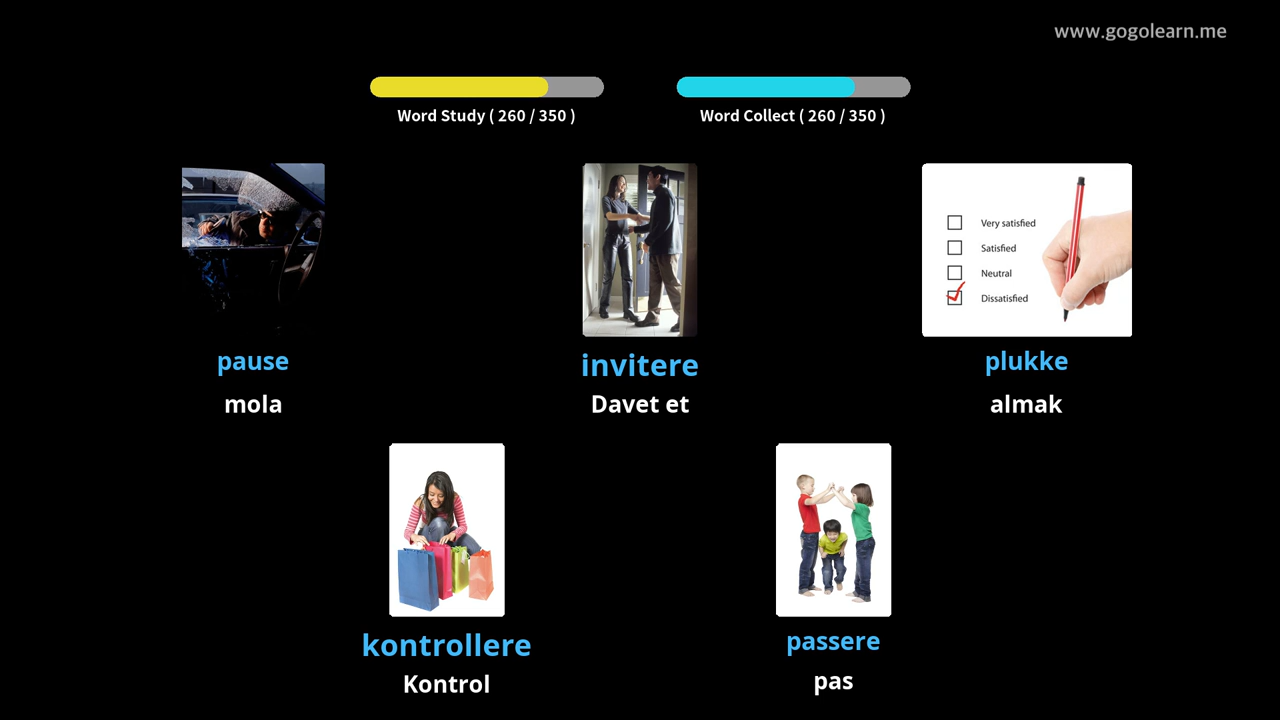 www.gogolearn.me
Word Study ( 260 / 350 )
Word Collect ( 260 / 350 )
Very satisfied
Satisfied
Neutral
Dissatisfied
pause
invitere
plukke
mola
Davet et
almak
kontrollere
passere
Kontrol
pas